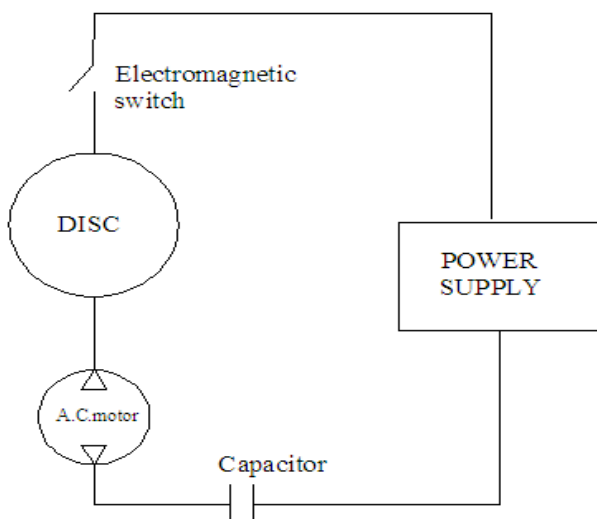 Electromagnetic
switch
DISC
POWER
SUPPLY
A.C.motor
Capacitor